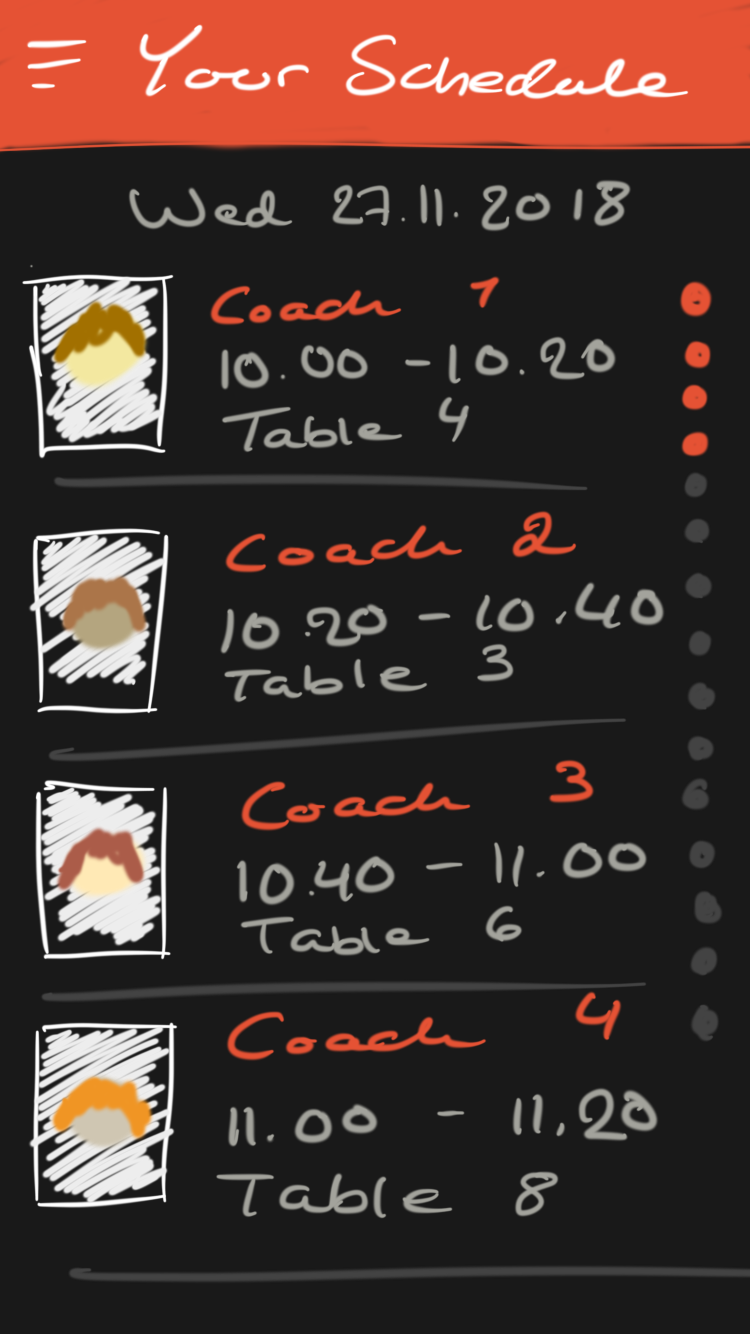 Your Schedule
Wed 27.11.2018
Coach 1
10.00 - 10.20
Table 4
Coach 2
10.20 - 10.40
Table 3
Coach 3
10.40 - 11.00
Table 6
Coach 4
11.00 - 11.20
Table 8